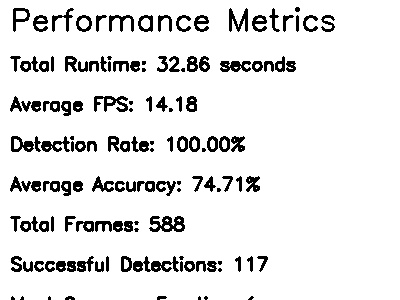 Performance Metrics
Total Runtime: 32.86 seconds
Average FPS: 14.18
Detection Rate: 100.00%
Average Accuracy: 74.71%
Total Frames: 588
Successful Detections: 117